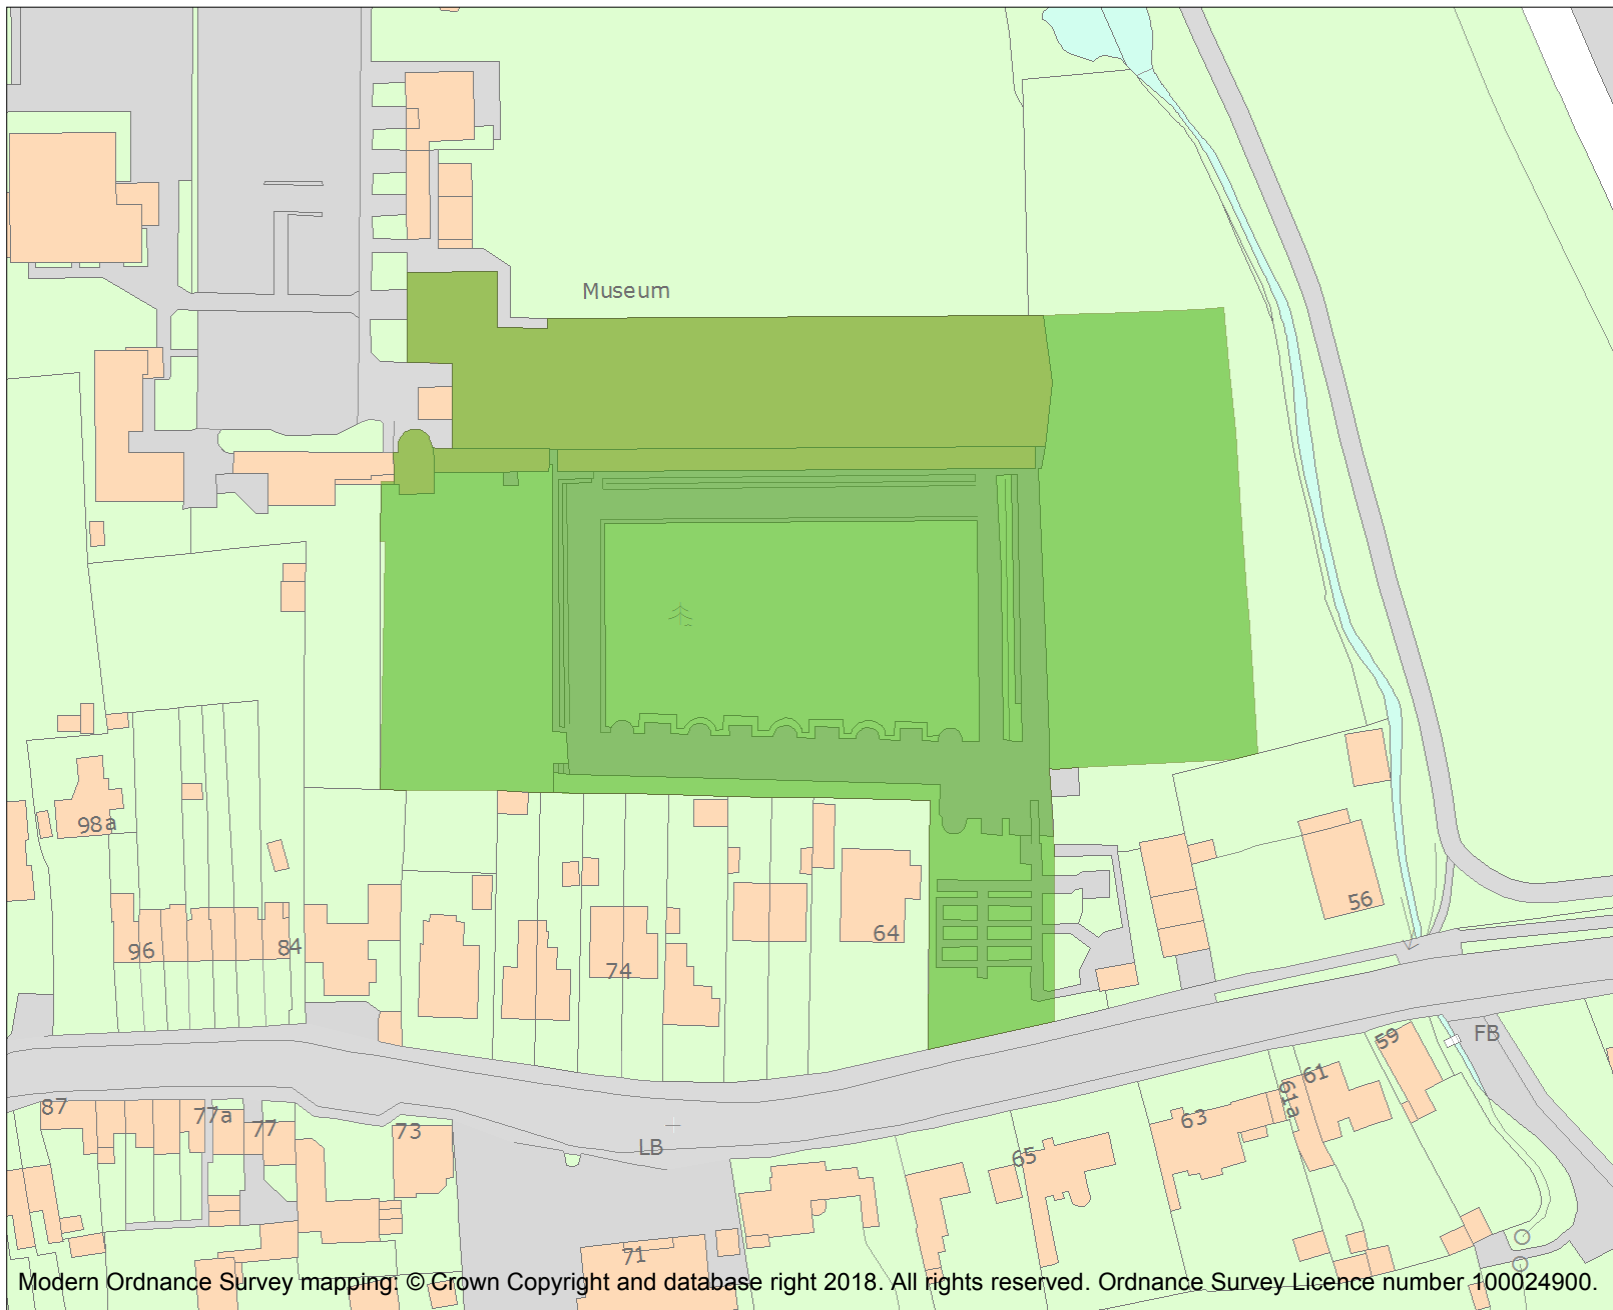 Museum
98a
96
84
74
64
56
87
77a
77
73
LB
71
65
63
61a
61
59
FB
Modern Ordnance Survey mapping: © Crown Copyright and database right 2018. All rights reserved. Ordnance Survey Licence number 100024900.